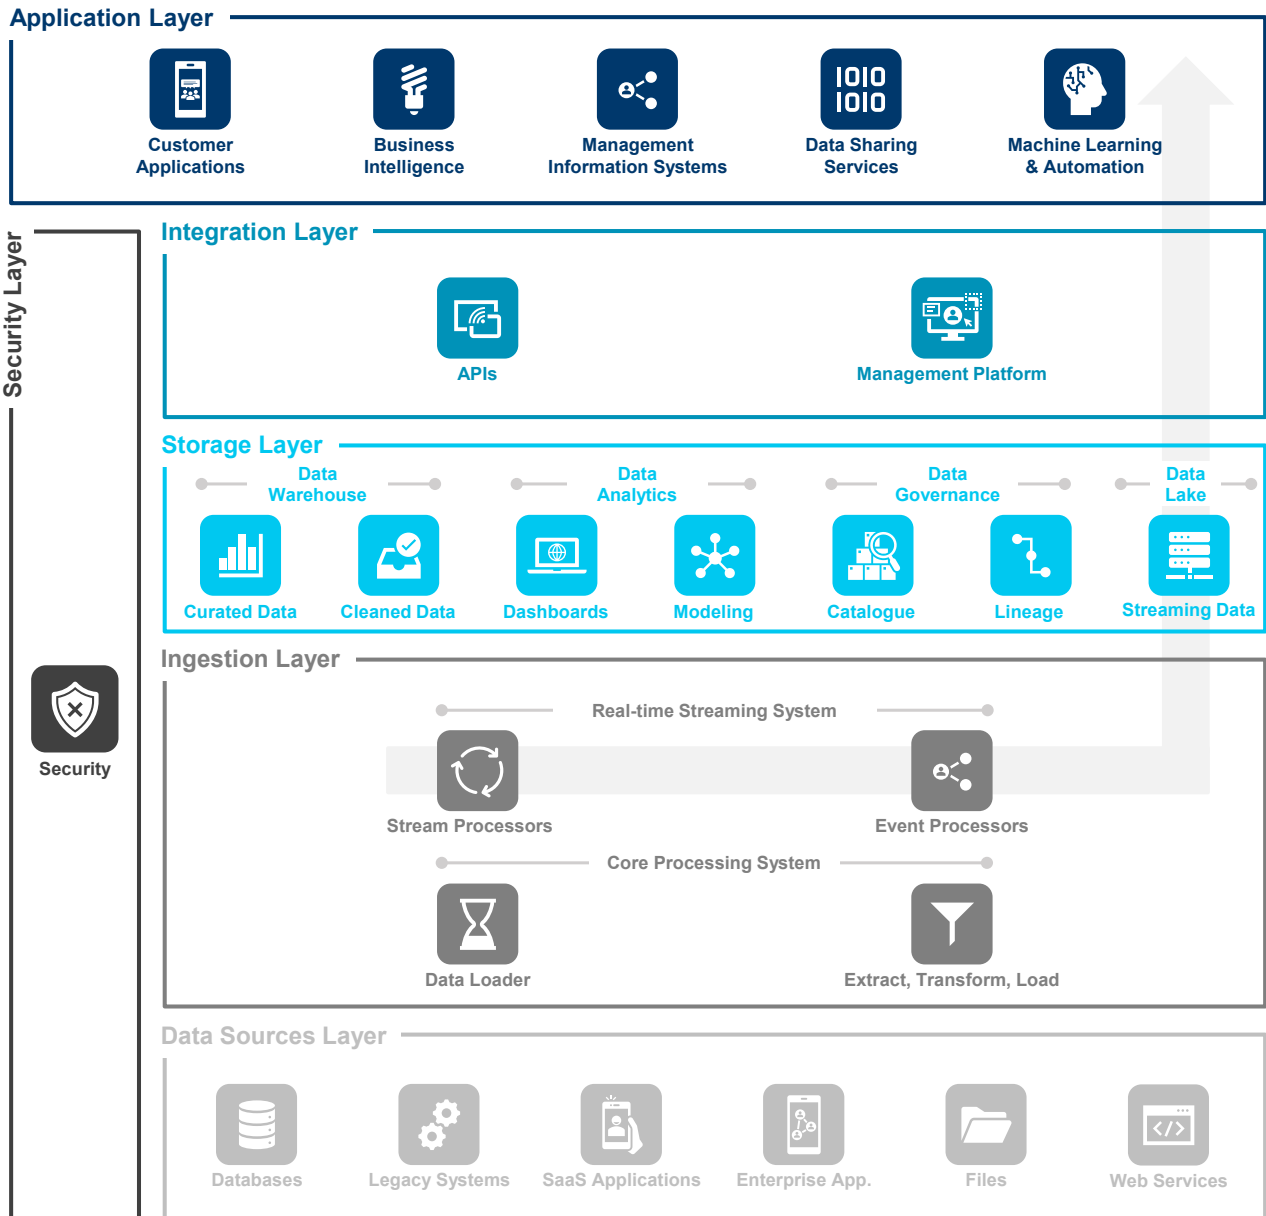 Application Layer
Customer
Applications
Business
Intelligence
Management
Information Systems
IOIO
IOIO
Data Sharing
Services
Machine Learning
& Automation
Security Layer
Security
Integration Layer
APIs
Management Platform
Storage Layer
Data
Warehouse
Data
Analytics
Data
Governance
Data
Lake
Curated Data
Cleaned Data
Dashboards
Modeling
Catalogue
Lineage
Streaming Data
Ingestion Layer
Real-time Streaming System
Stream Processors
Event Processors
Core Processing System
Data Loader
Extract, Transform, Load
Data Sources Layer
</>
Databases
Legacy Systems
SaaS Applications
Enterprise App.
Files
Web Services